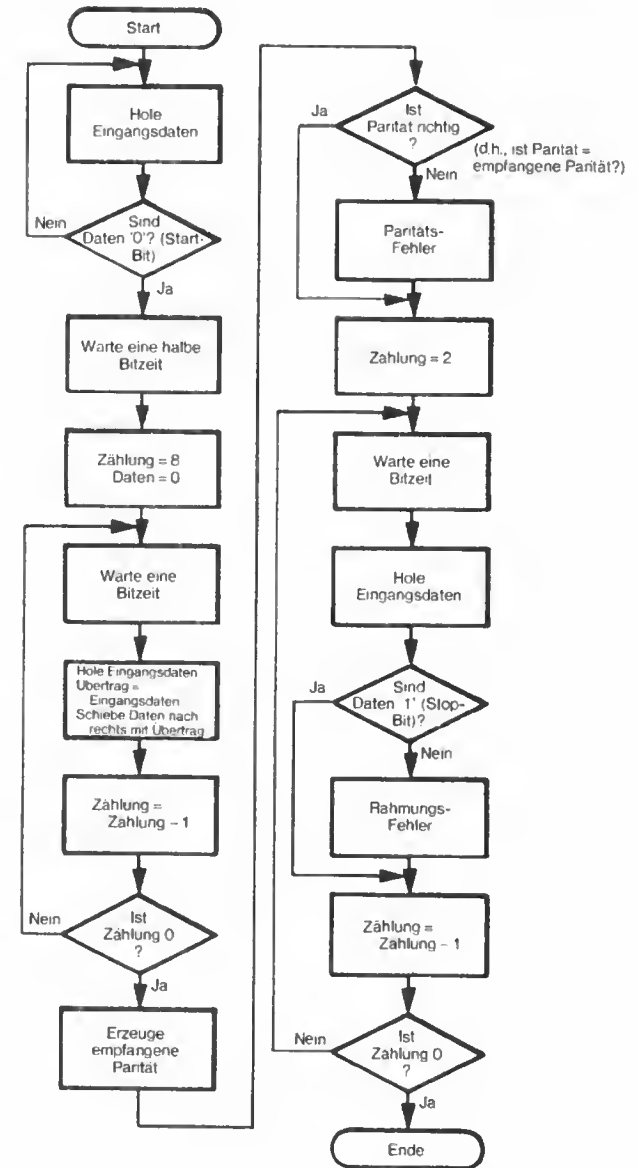 Start
Hole
Eingangsdaten
Sind
Daten '0'? (Start-
Bit)
Nein
Ja
Warte eine halbe
Bitzeit
Zählung = 8
Daten = 0
Warte eine
Bitzeit
Hole Eingangsdaten
Übertrag =
Eingangsdaten
Schiebe Daten nach
rechts mit Übertrag
Zählung =
Zählung – 1
Nein
Ist
Zählung 0
?
Ja
Erzeuge
empfangene
Parität
Ist
Parität richtig
?
Ja
(d.h., ist Parität =
empfangene Parität?)
Nein
Paritäts-
Fehler
Zählung = 2
Warte eine
Bitzeit
Hole
Eingangsdaten
Ja
Sind
Daten '1' (Stop-
Bit)?
Nein
Rahmungs-
Fehler
Zählung =
Zählung – 1
Nein
Ist
Zählung 0
?
Ja
Ende